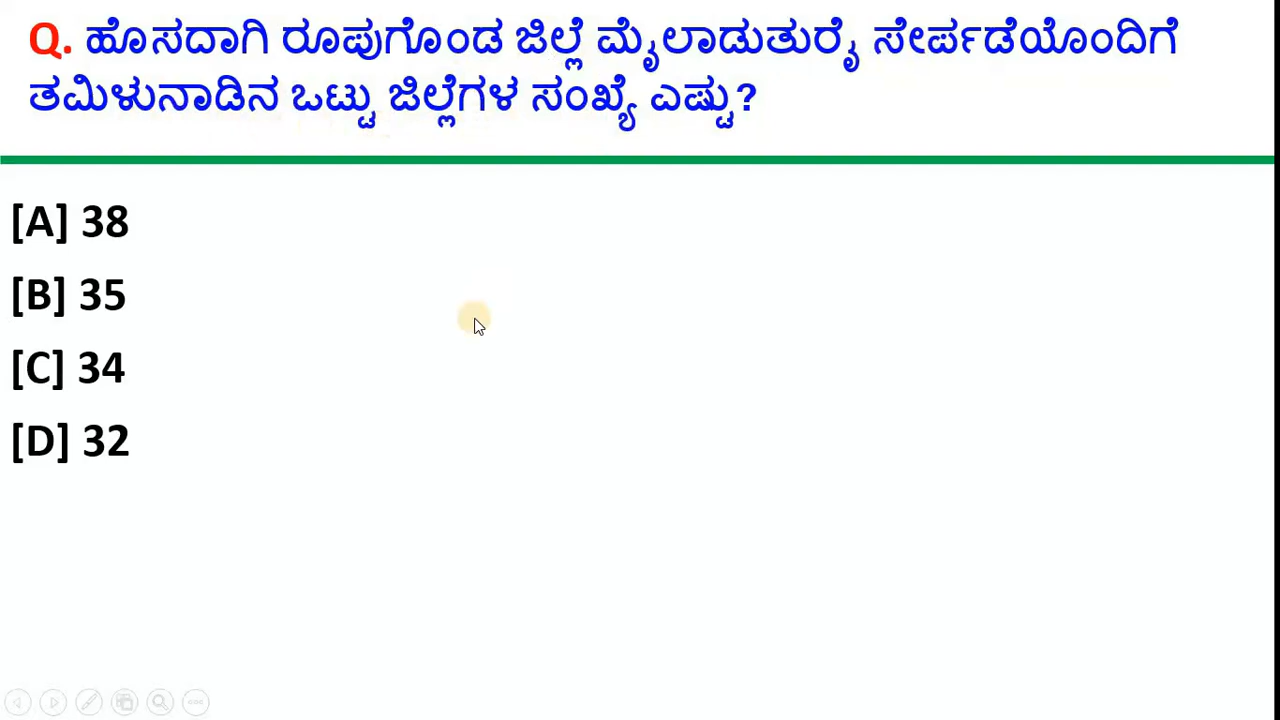 Q. ಹೊಸದಾಗಿ ರೂಪುಗೊಂಡ ಜಿಲ್ಲೆ ಮೈಲಾಡುತುರೈ ಸೇರ್ಪಡೆಯೊಂದಿಗೆ
ತಮಿಳುನಾಡಿನ ಒಟ್ಟು ಜಿಲ್ಲೆಗಳ ಸಂಖ್ಯೆ ಎಷ್ಟು?
[A] 38
[B] 35
[C] 34
[D] 32